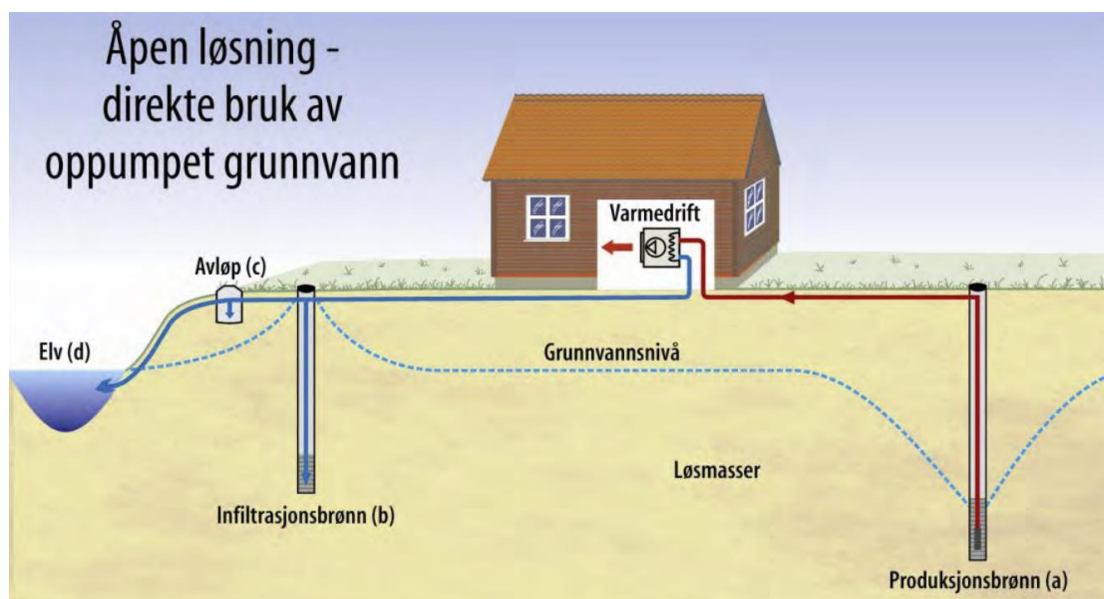 Åpen løsning -
direkte bruk av
oppumpet grunnvann
Varmedrift
Avløp (c)
Elv (d)
Grunnvannsnivå
Løsmasser
Infiltrasjonsbrønn (b)
Produksjonsbrønn (a)